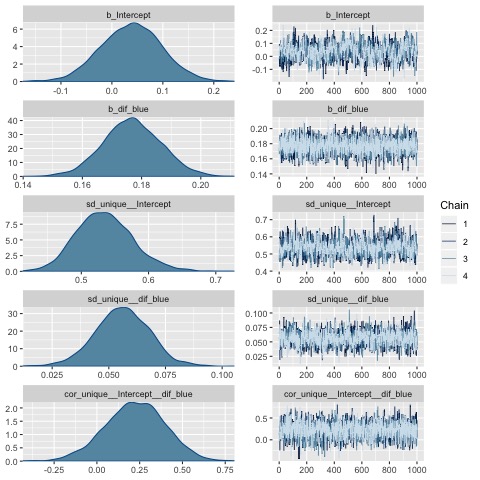 b_Intercept
b_Intercept
6
4
2
0
-0.1 0.0 0.1 0.2
0.2
0.1
0.0
-0.1
0 200 400 600 800 1000
b_dif_blue
b_dif_blue
40
30
20
10
0
0.14 0.16 0.18 0.20
0.20
0.18
0.16
0.14
0 200 400 600 800 1000
sd_unique__Intercept
sd_unique__Intercept
7.5
5.0
2.5
0.0
0.5 0.6 0.7
0.7
0.6
0.5
0.4
0 200 400 600 800 1000
Chain
1
2
3
4
sd_unique__dif_blue
sd_unique__dif_blue
30
20
10
0
0.025 0.050 0.075 0.100
0.100
0.075
0.050
0.025
0 200 400 600 800 1000
cor_unique__Intercept__dif_blue
cor_unique__Intercept__dif_blue
2.0
1.5
1.0
0.5
0.0
-0.25 0.00 0.25 0.50 0.75
0.5
0.0
0 200 400 600 800 1000